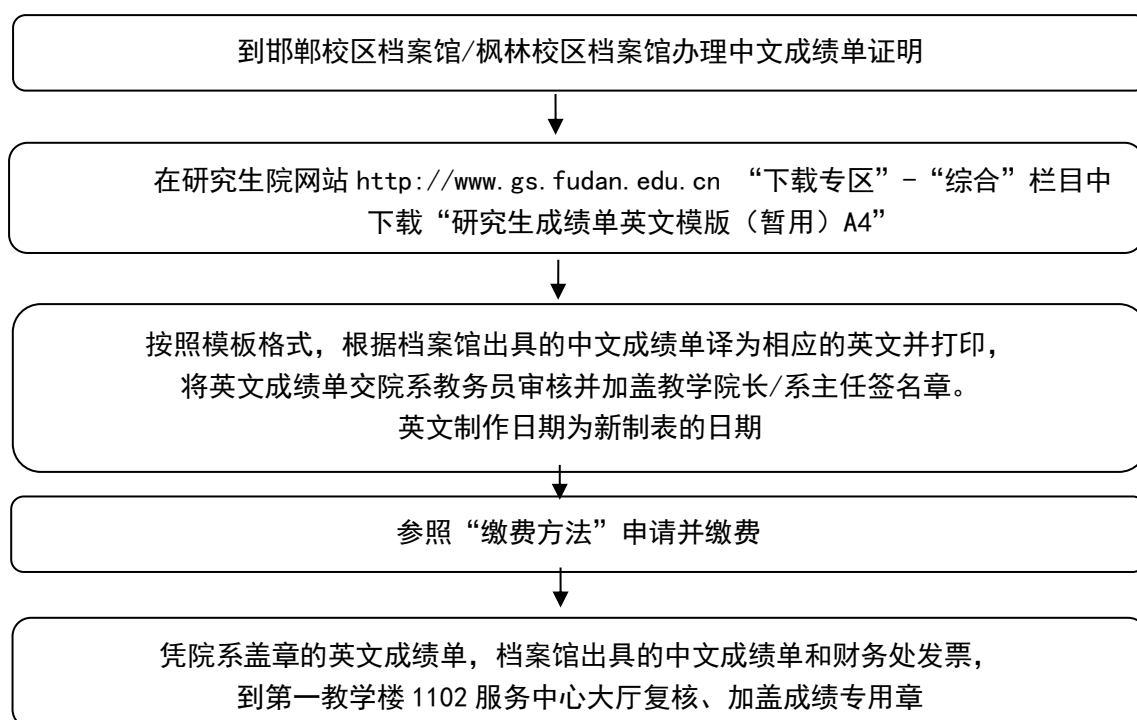 到邯郸校区档案馆/枫林校区档案馆办理中文成绩单证明
在研究生院网站 http://www.gs.fudan.edu.cn “下载专区”-“综合”栏目中
下载“研究生成绩单英文模版（暂用）A4”
按照模板格式，根据档案馆出具的中文成绩单译为相应的英文并打印，
将英文成绩单交院系教务员审核并加盖教学院长/系主任签名章。
英文制作日期为新制表的日期
参照“缴费方法”申请并缴费
凭院系盖章的英文成绩单，档案馆出具的中文成绩单和财务处发票，
到第一教学楼 1102 服务中心大厅复核、加盖成绩专用章